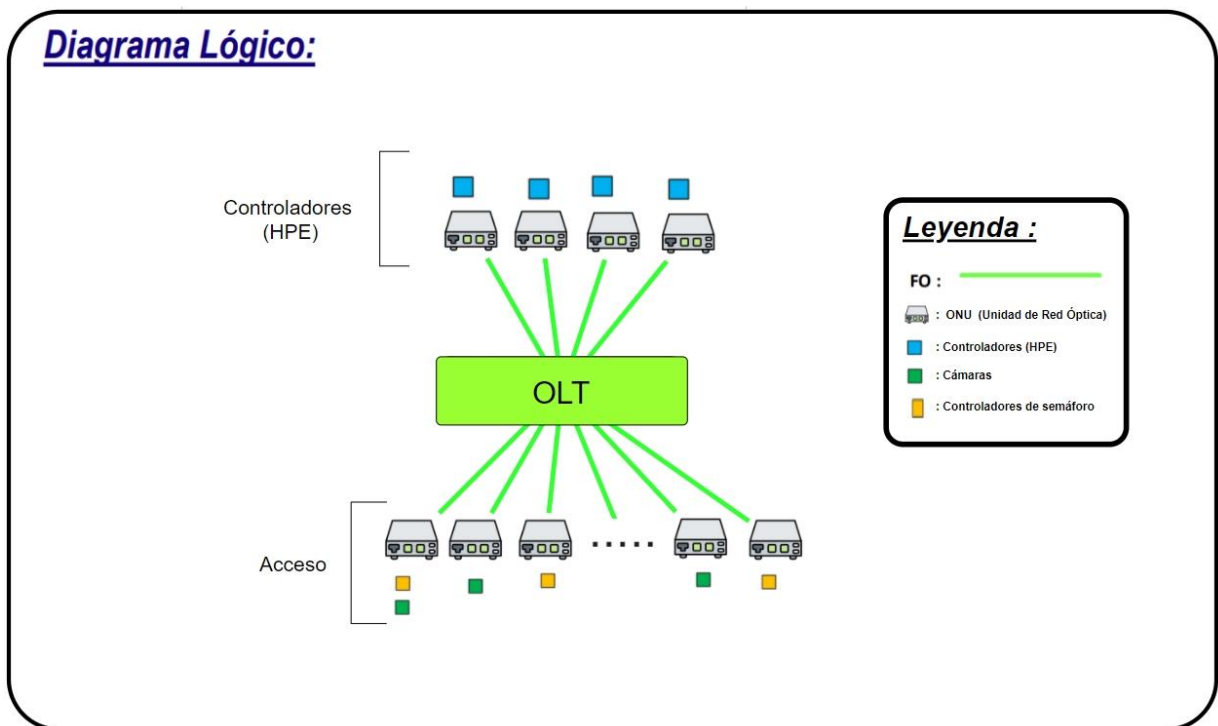 Diagrama Lógico:
Controladores
(HPE)
Leyenda :
FO :
: ONU (Unidad de Red Óptica)
: Controladores (HPE)
: Cámaras
: Controladores de semáforo
OLT
.....
Acceso